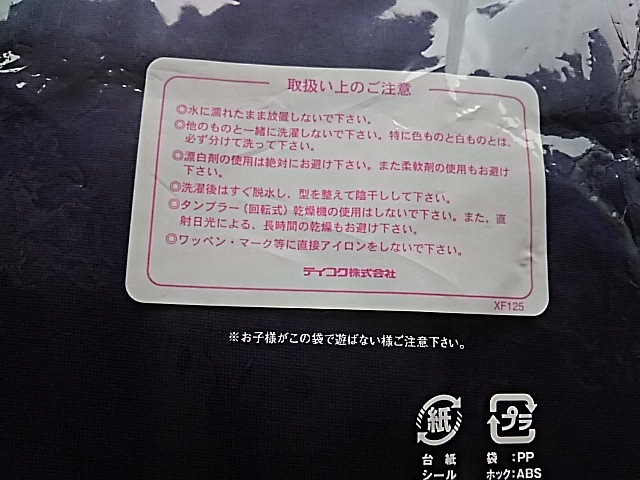 取扱い上のご注意
◎水に濡れたまま放置しないで下さい。
◎他のものと一緒に洗濯しないで下さい。特に色ものと白ものとは、
必ず分けて洗って下さい。
◎漂白剤の使用は絶対にお避け下さい。また柔軟剤の使用もお避け
下さい。
◎洗濯後はすぐ脱水し、型を整えて陰干しして下さい。
◎タンブラー(回転式)乾燥機の使用はしないで下さい。また、直
射日光による、長時間の乾燥もお避け下さい。
◎ワッペン・マーク等に直接アイロンをしないで下さい。
テイコク株式会社
XF125
※お子様がこの袋で遊ばない様ご注意下さい。
紙 プラ
台紙 袋:PP
シール ホック:ABS